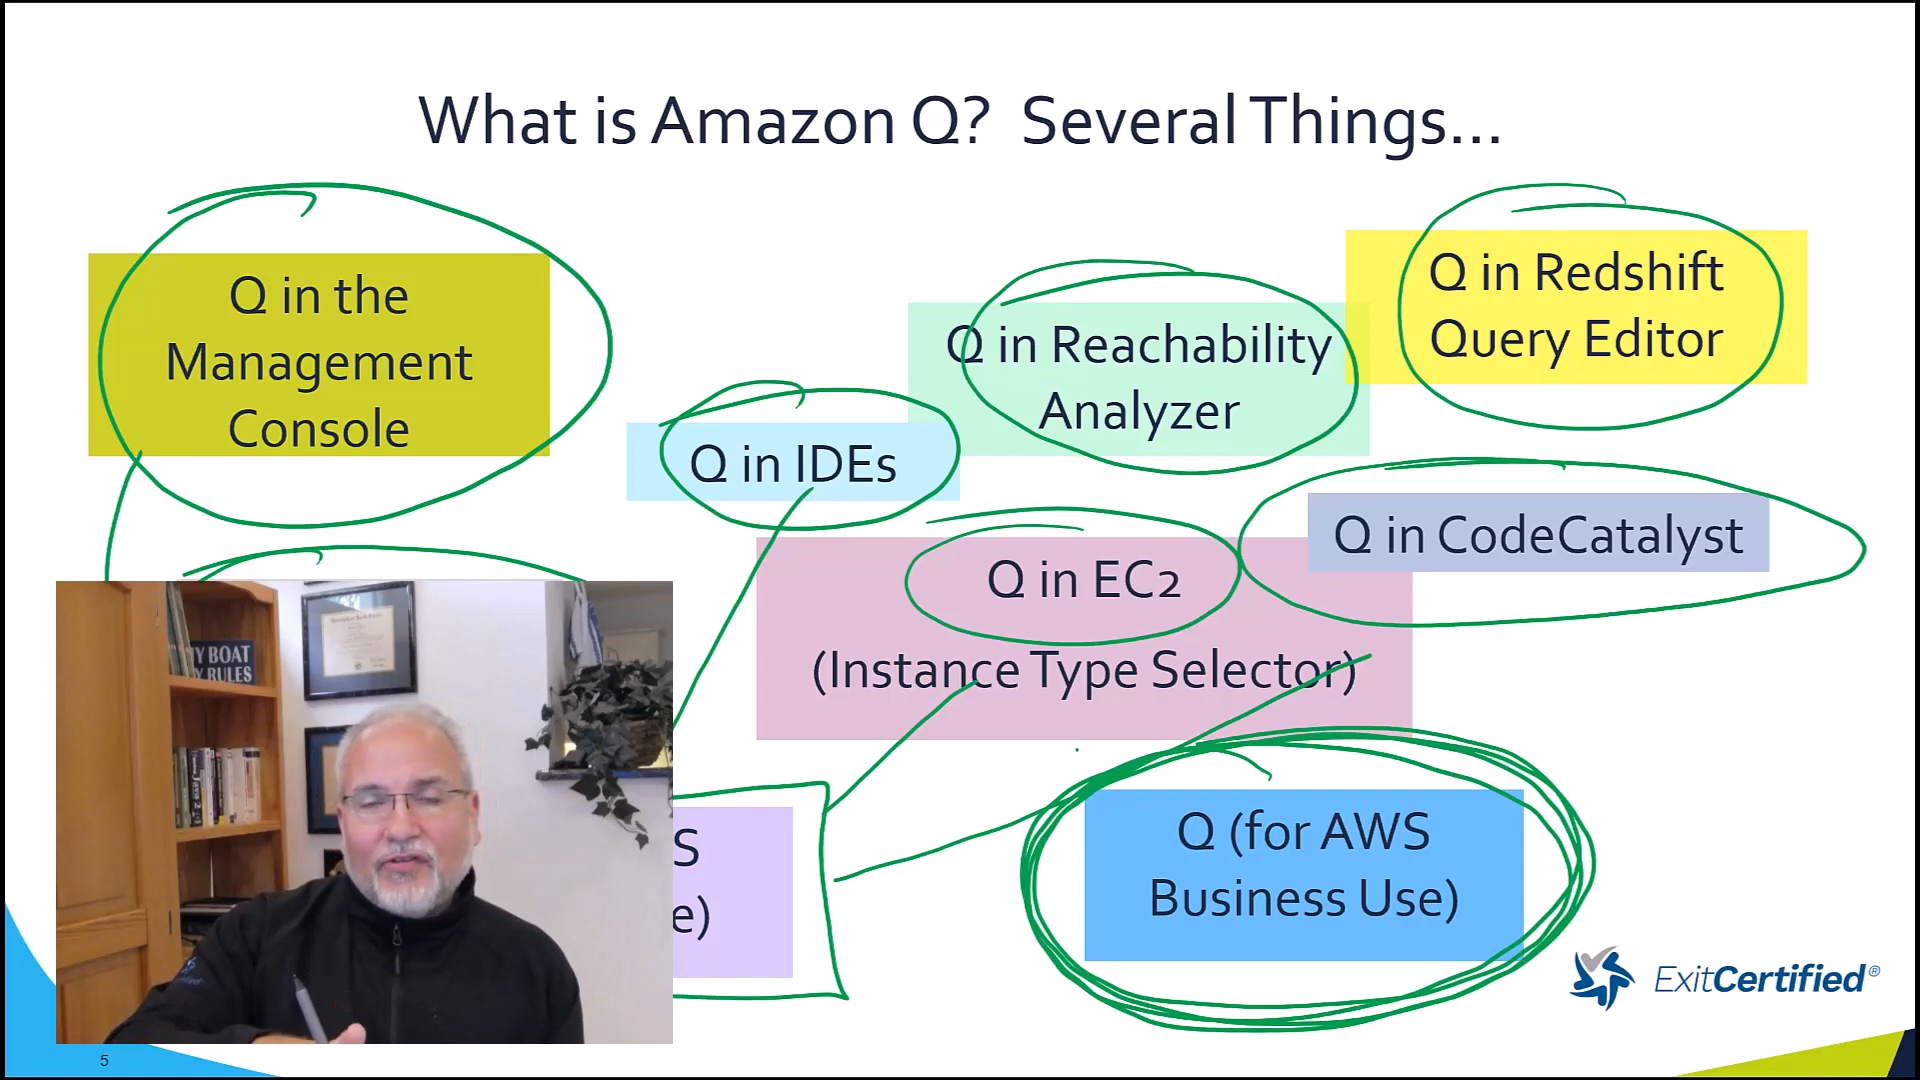 What is Amazon Q? Several Things...
Q in the
Management
Console
Q in Redshift
Query Editor
Q in Reachability
Analyzer
Q in IDEs
Q in CodeCatalyst
Q in EC2
(Instance Type Selector)
Y BOAT
Y RULES
S
e)
Q (for AWS
Business Use)
ExitCertified®
5